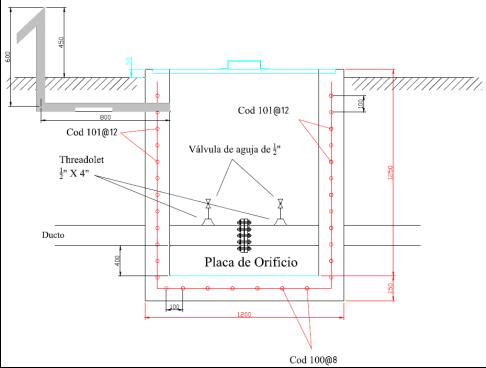 600
450
50
800
Cod 101@12
Cod 101@12
100
Válvula de aguja de ½"
Threadolet
½" X 4"
1250
Ducto
400
Placa de Orificio
100
150
1200
Cod 100@8